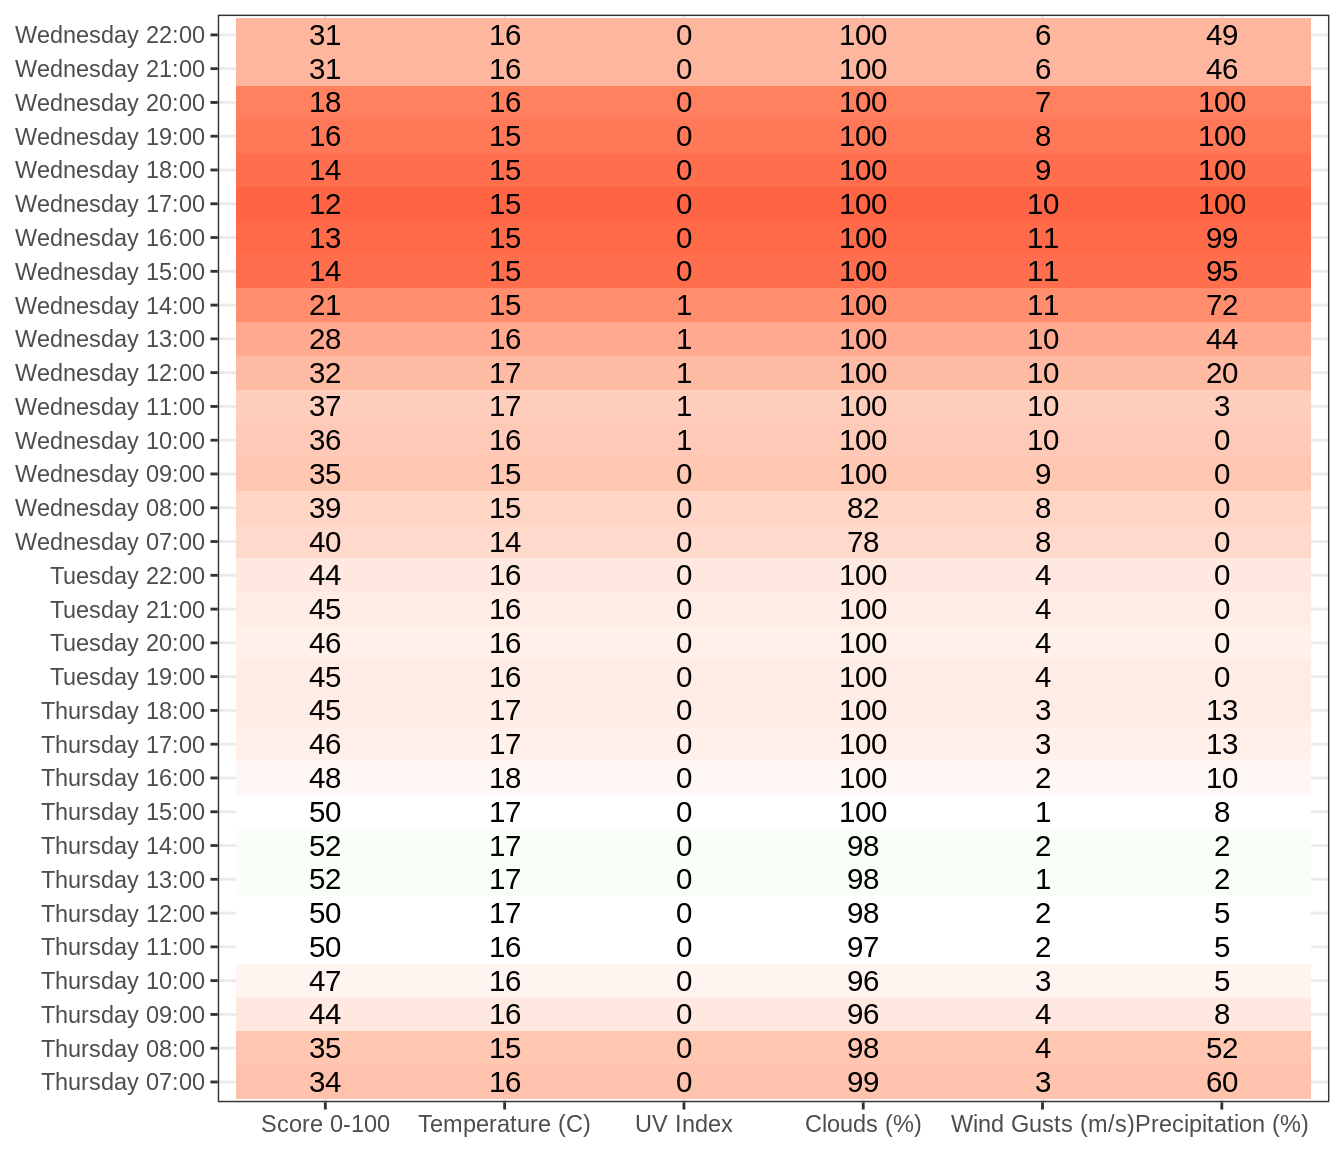 Wednesday 22:00 31 16 0 100 6 49
Wednesday 21:00 31 16 0 100 6 46
Wednesday 20:00 18 16 0 100 7 100
Wednesday 19:00 16 15 0 100 8 100
Wednesday 18:00 14 15 0 100 9 100
Wednesday 17:00 12 15 0 100 10 100
Wednesday 16:00 13 15 0 100 11 99
Wednesday 15:00 14 15 0 100 11 95
Wednesday 14:00 21 15 1 100 11 72
Wednesday 13:00 28 16 1 100 10 44
Wednesday 12:00 32 17 1 100 10 20
Wednesday 11:00 37 17 1 100 10 3
Wednesday 10:00 36 16 1 100 10 0
Wednesday 09:00 35 15 0 100 9 0
Wednesday 08:00 39 15 0 82 8 0
Wednesday 07:00 40 14 0 78 8 0
Tuesday 22:00 44 16 0 100 4 0
Tuesday 21:00 45 16 0 100 4 0
Tuesday 20:00 46 16 0 100 4 0
Tuesday 19:00 45 16 0 100 4 0
Thursday 18:00 45 17 0 100 3 13
Thursday 17:00 46 17 0 100 3 13
Thursday 16:00 48 18 0 100 2 10
Thursday 15:00 50 17 0 100 1 8
Thursday 14:00 52 17 0 98 2 2
Thursday 13:00 52 17 0 98 1 2
Thursday 12:00 50 17 0 98 2 5
Thursday 11:00 50 16 0 97 2 5
Thursday 10:00 47 16 0 96 3 5
Thursday 09:00 44 16 0 96 4 8
Thursday 08:00 35 15 0 98 4 52
Thursday 07:00 34 16 0 99 3 60
Score 0-100 Temperature (C) UV Index Clouds (%) Wind Gusts (m/s) Precipitation (%)